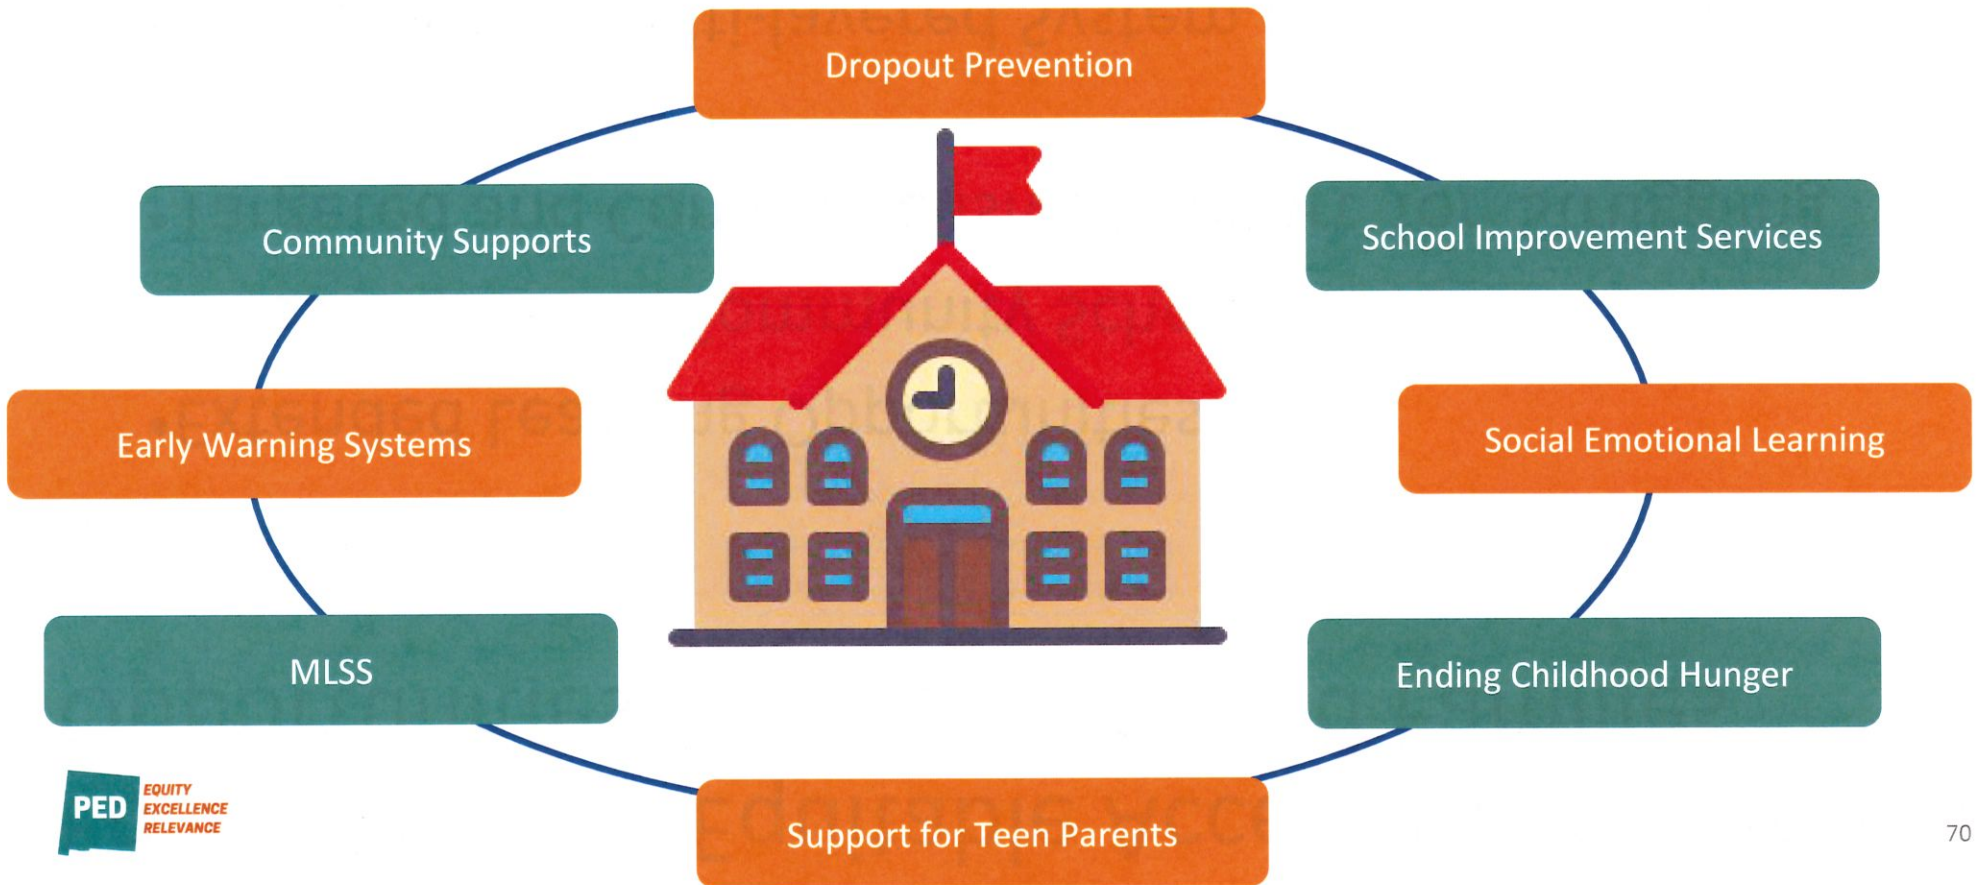 Dropout Prevention
Community Supports
School Improvement Services
Early Warning Systems
Social Emotional Learning
MLSS
Ending Childhood Hunger
Support for Teen Parents
PED
EQUITY
EXCELLENCE
RELEVANCE
70